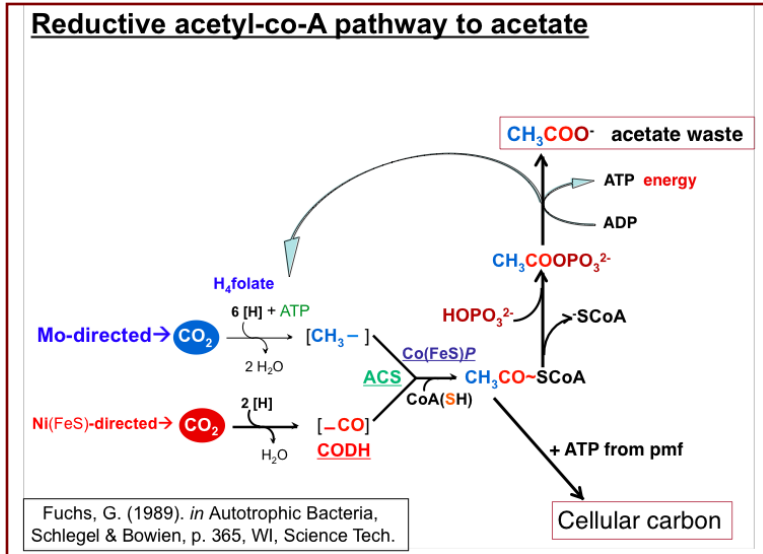 Reductive acetyl-co-A pathway to acetate
CH₃COO⁻ acetate waste
ATP energy
ADP
CH₃COOPO₃²⁻
H₄folate
6 [H] + ATP
HOPO₃²⁻
⁻SCoA
Mo-directed→ CO₂
[CH₃–]
2 H₂O
Co(FeS)P
ACS
CH₃CO~SCoA
CoA(SH)
2 [H]
Ni(FeS)-directed→ CO₂
[–CO]
H₂O
CODH
+ ATP from pmf
Cellular carbon
Fuchs, G. (1989). in Autotrophic Bacteria,
Schlegel & Bowien, p. 365, WI, Science Tech.